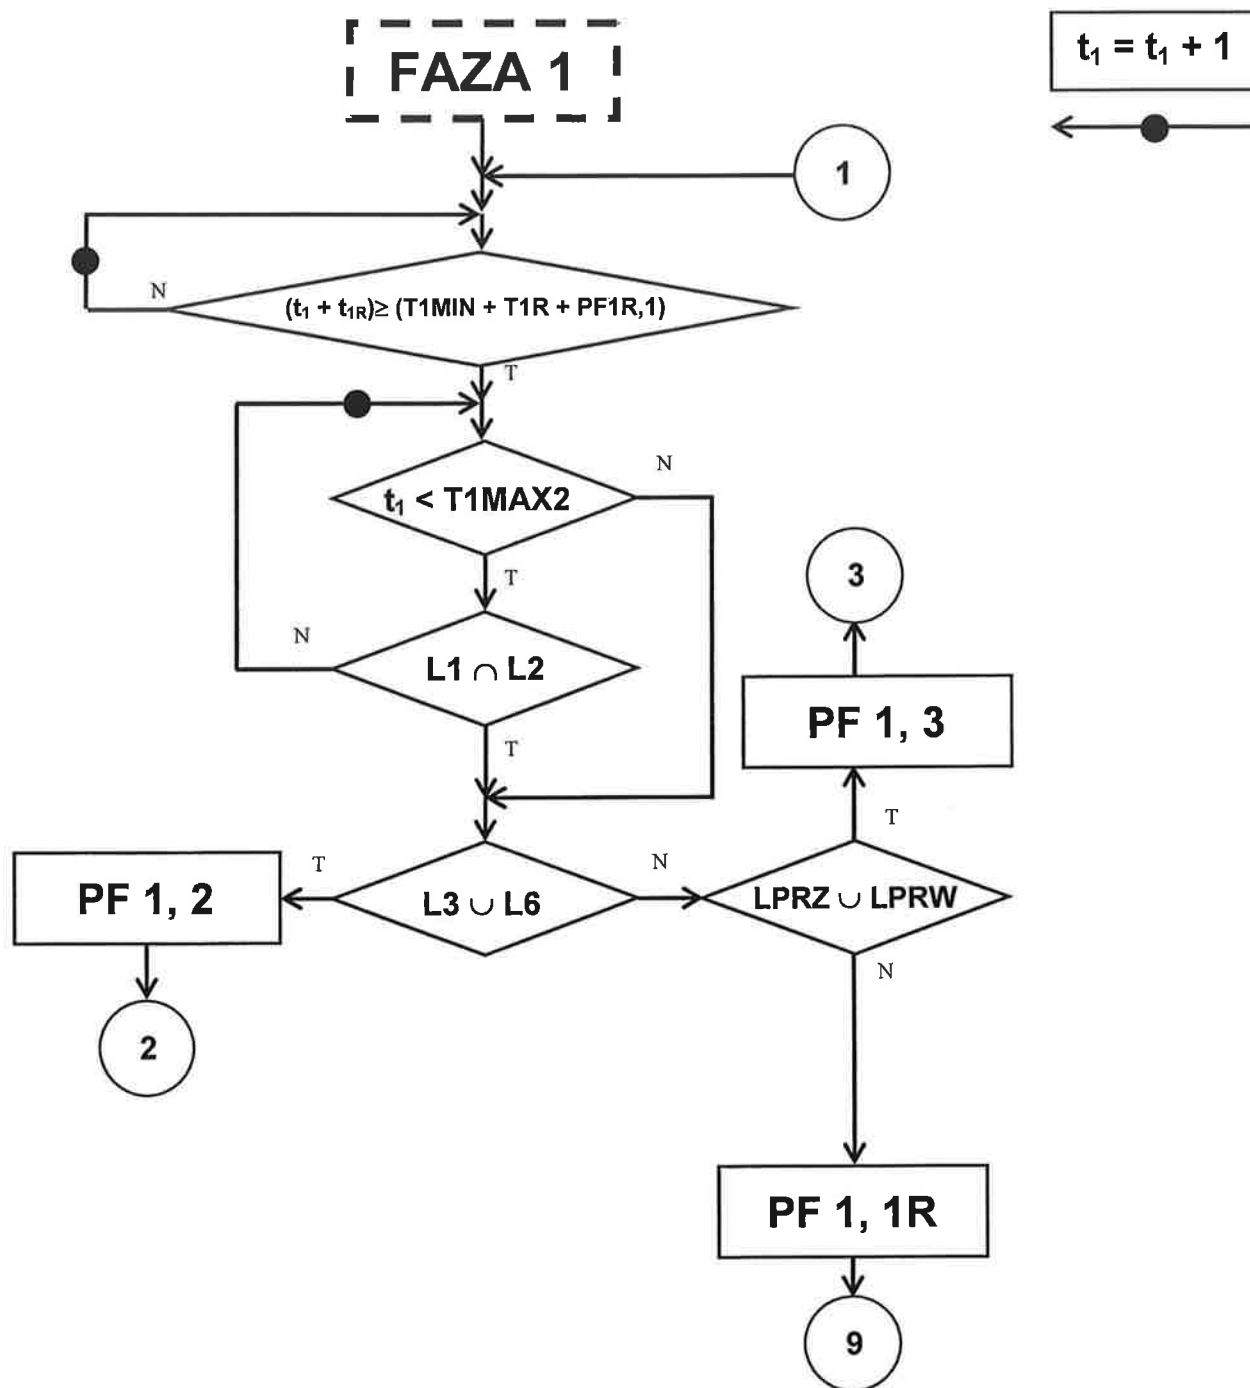 FAZA 1
t₁ = t₁ + 1
1
N
(t₁ + t₁R)≥ (T1MIN + T1R + PF1R,1)
T
t₁ < T1MAX2
N
T
3
N
L1 ∩ L2
PF 1, 3
T
T
T
N
PF 1, 2
L3 ∪ L6
LPRZ ∪ LPRW
N
2
PF 1, 1R
9